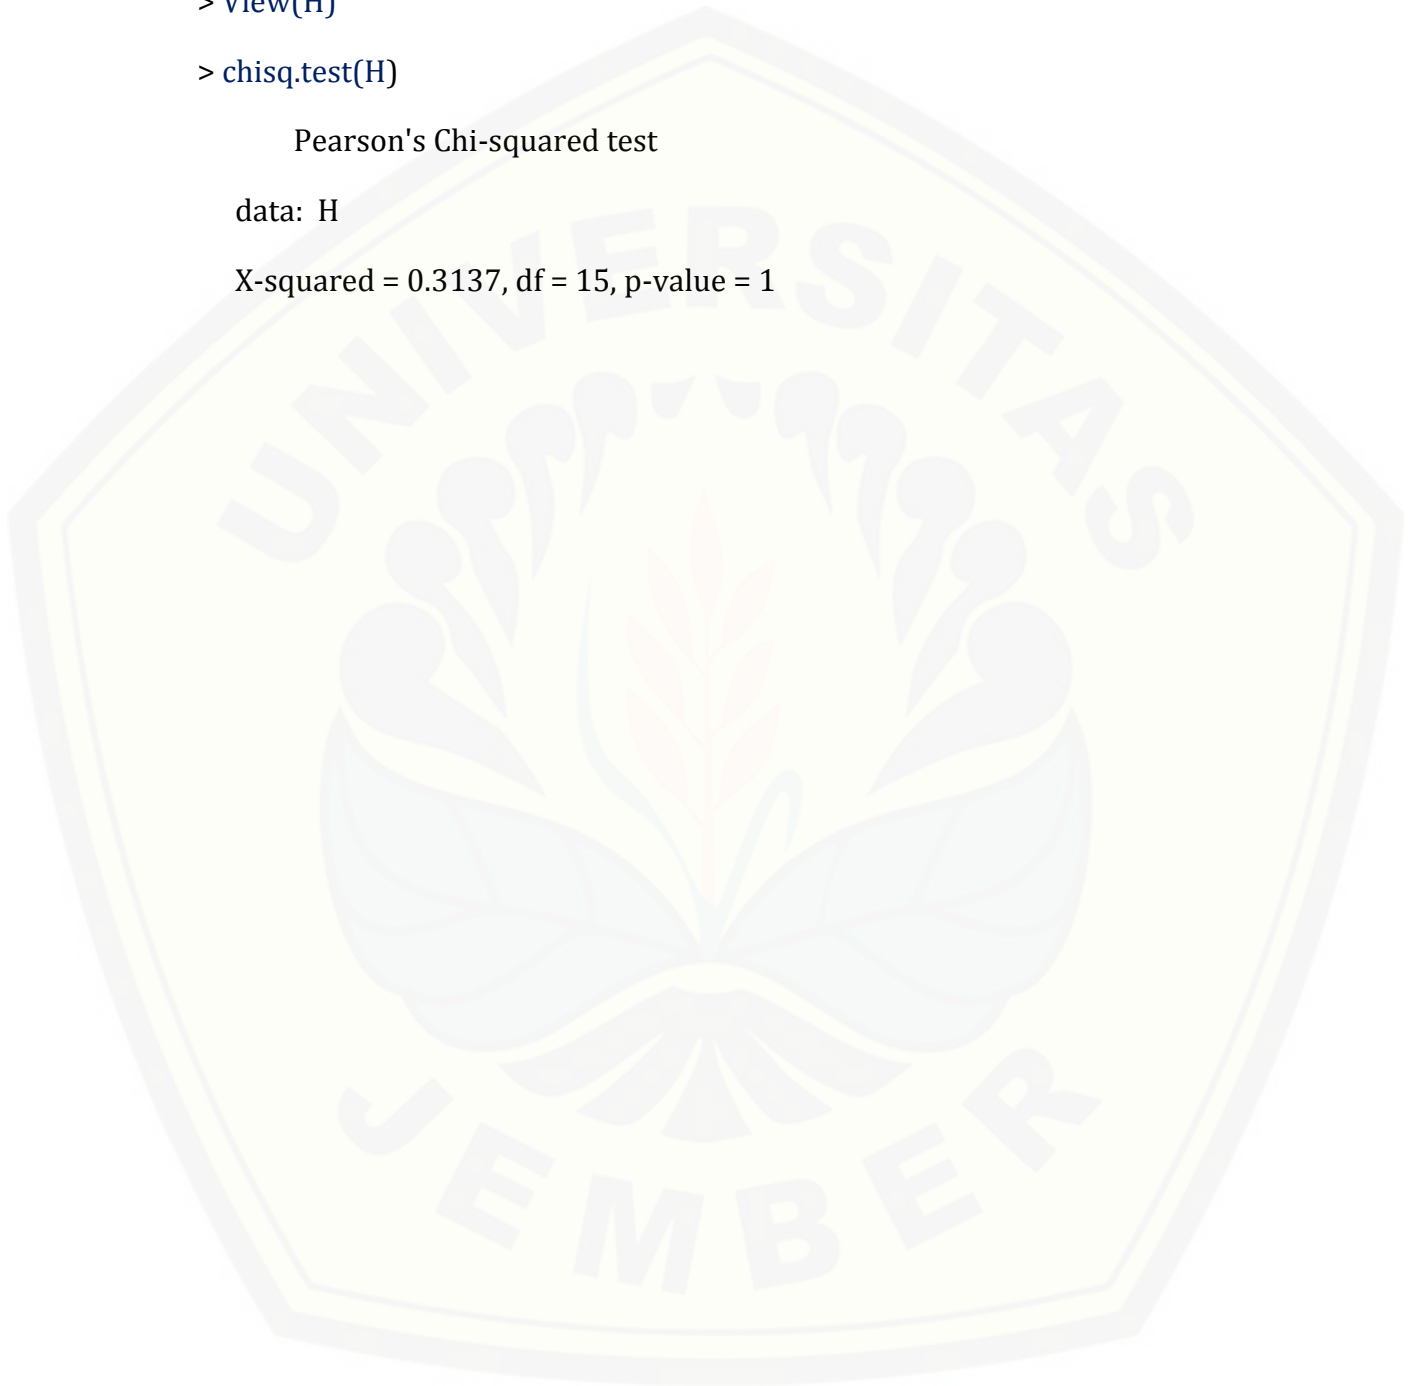 > View(H)
> chisq.test(H)
Pearson's Chi-squared test
data: H
X-squared = 0.3137, df = 15, p-value = 1
UNIVERSITAS
JEMBER